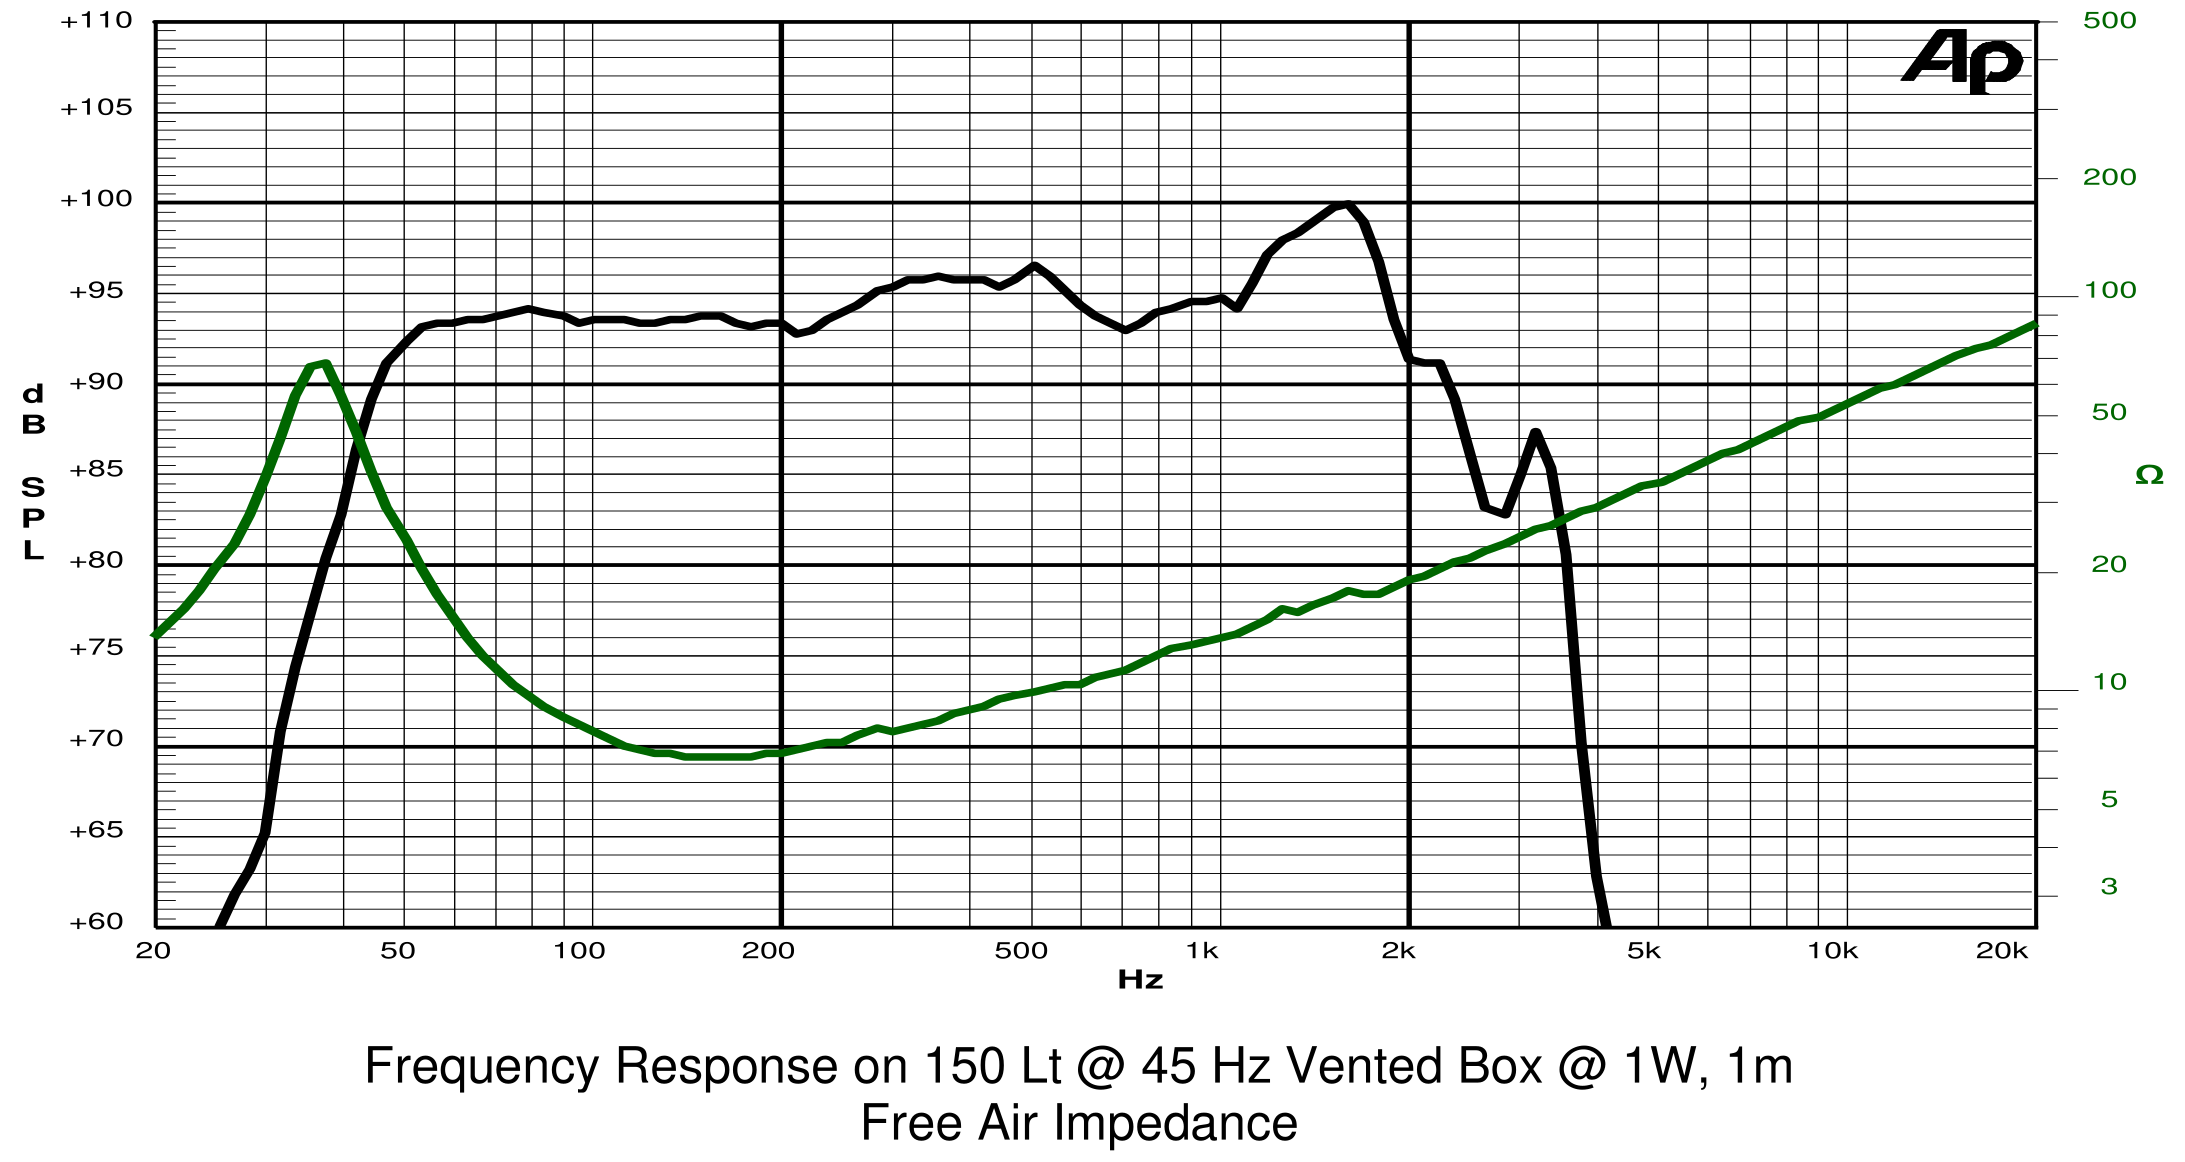 +110
+105
+100
+95
+90
+85
+80
+75
+70
+65
+60
dB SPL
500
200
100
50
20
10
5
3
Ω
Ap
20 50 100 200 500 1k 2k 5k 10k 20k
Hz
Frequency Response on 150 Lt @ 45 Hz Vented Box @ 1W, 1m
Free Air Impedance